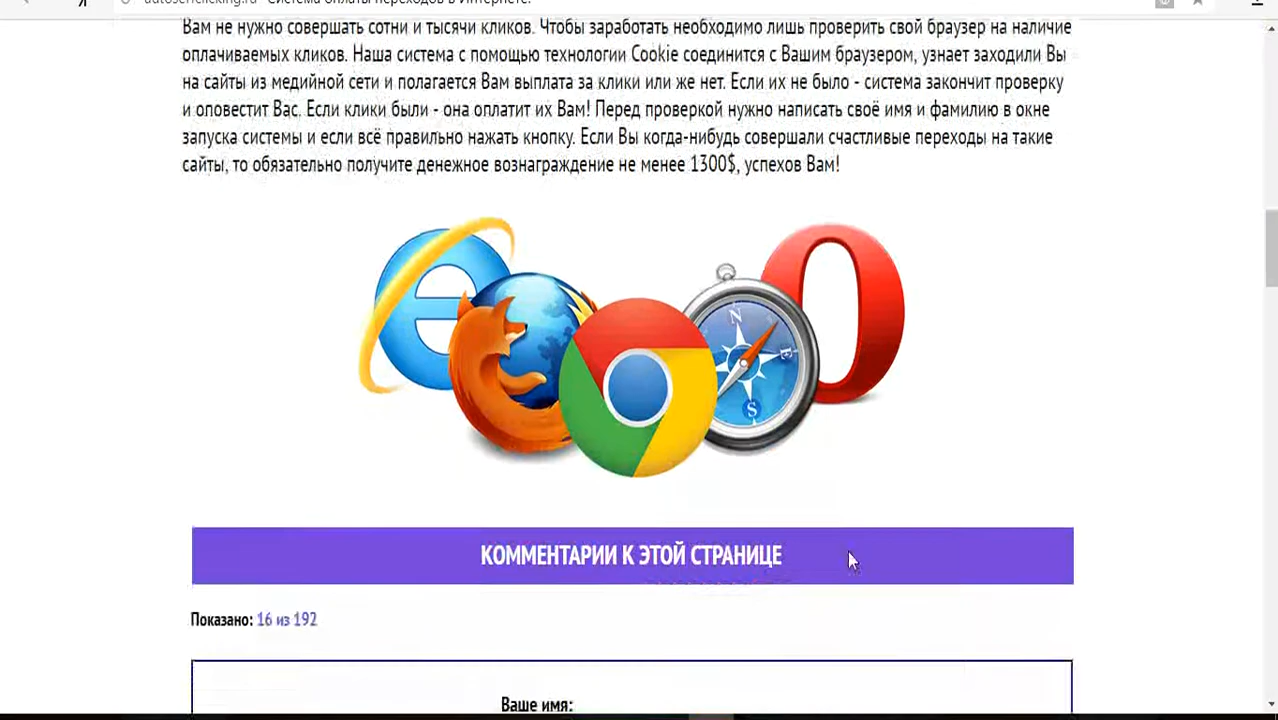 Система оплаты переходов в Интернете.
Вам не нужно совершать сотни и тысячи кликов. Чтобы заработать необходимо лишь проверить свой браузер на наличие
оплачиваемых кликов. Наша система с помощью технологии Cookie соединится с Вашим браузером, узнает заходили Вы
на сайты из медийной сети и полагается Вам выплата за клики или же нет. Если их не было - система закончит проверку
и оповестит Вас. Если клики были - она оплатит их Вам! Перед проверкой нужно написать своё имя и фамилию в окне
запуска системы и если всё правильно нажать кнопку. Если Вы когда-нибудь совершали счастливые переходы на такие
сайты, то обязательно получите денежное вознаграждение не менее 1300$, успехов Вам!
N
E
S
КОММЕНТАРИИ К ЭТОЙ СТРАНИЦЕ
Показано: 16 из 192
Ваше имя: